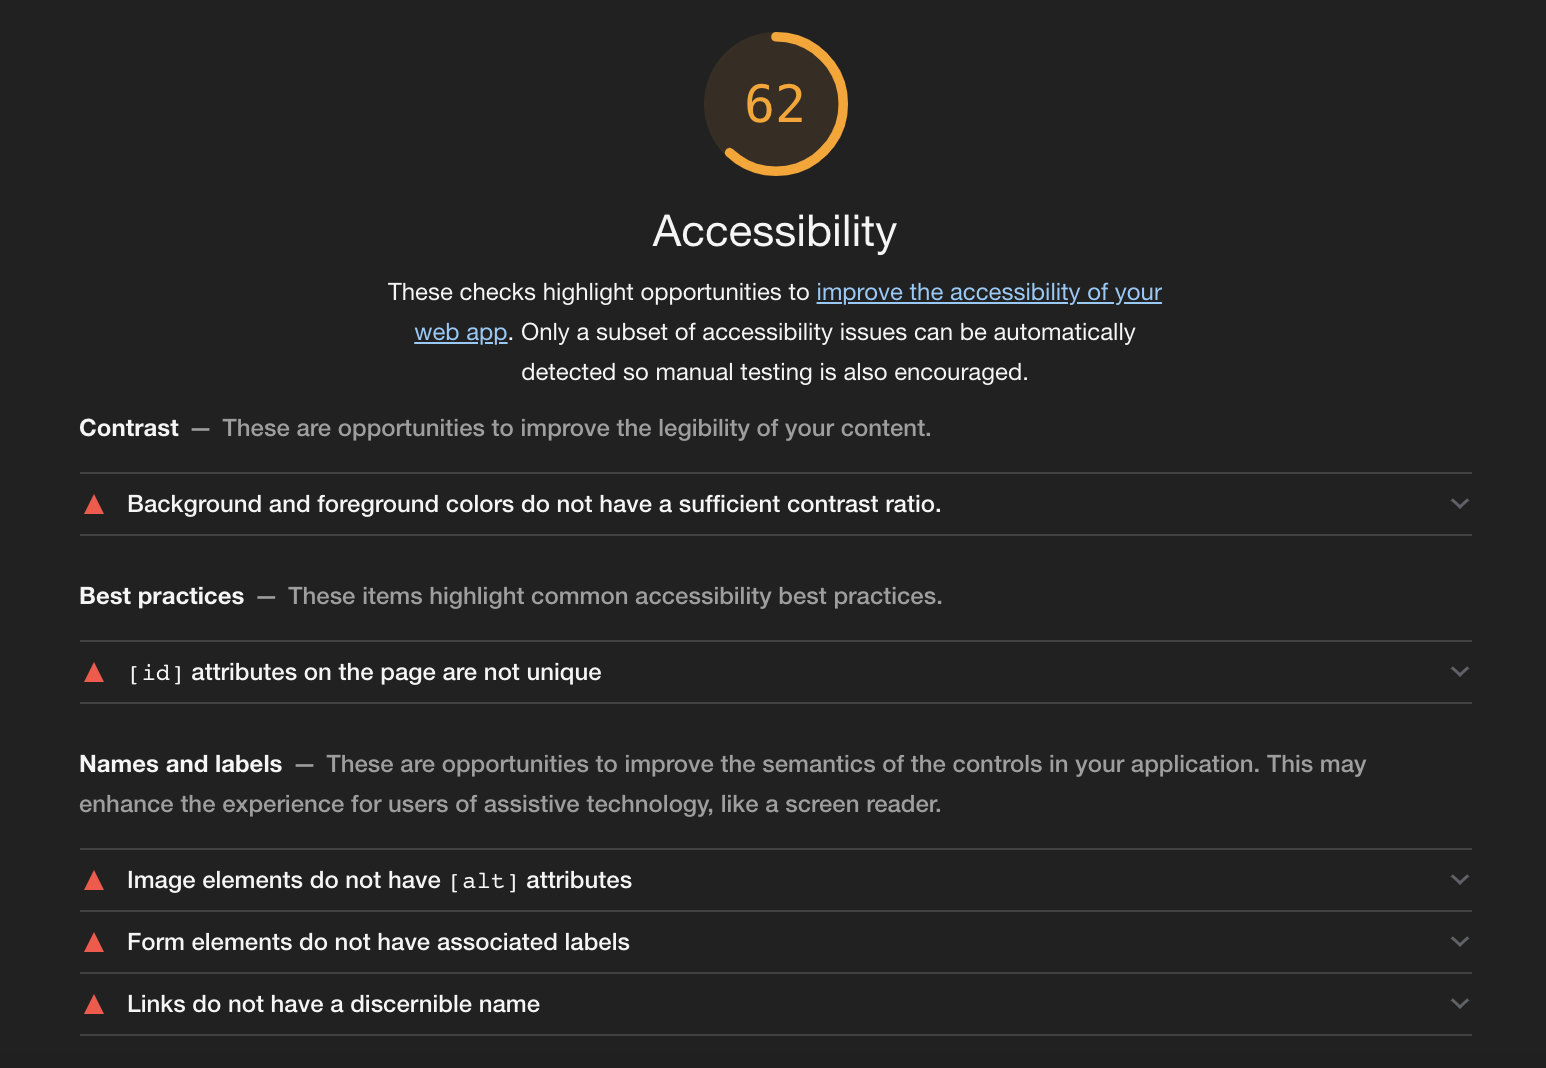 62
Accessibility
These checks highlight opportunities to improve the accessibility of your
web app. Only a subset of accessibility issues can be automatically
detected so manual testing is also encouraged.
Contrast — These are opportunities to improve the legibility of your content.
Background and foreground colors do not have a sufficient contrast ratio.
Best practices — These items highlight common accessibility best practices.
[id] attributes on the page are not unique
Names and labels — These are opportunities to improve the semantics of the controls in your application. This may
enhance the experience for users of assistive technology, like a screen reader.
Image elements do not have [alt] attributes
Form elements do not have associated labels
Links do not have a discernible name